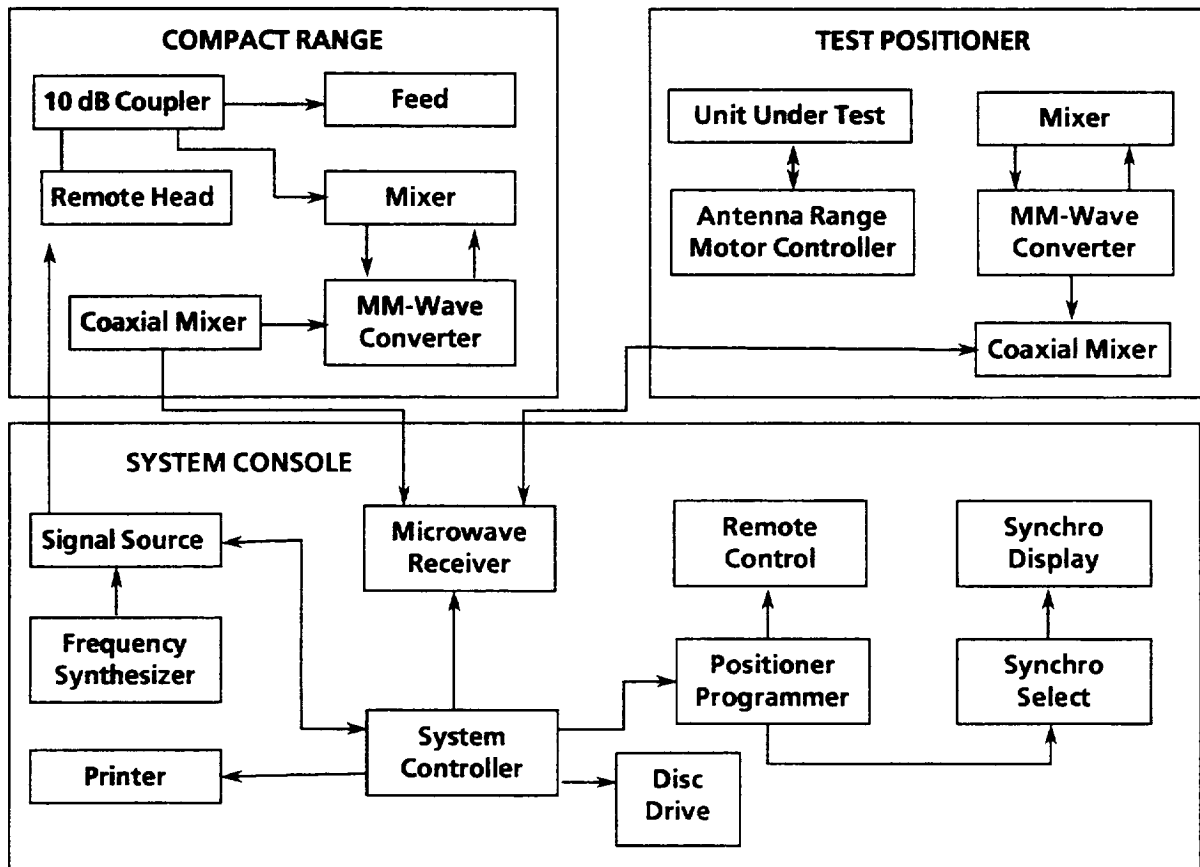 COMPACT RANGE
10 dB Coupler
Feed
Remote Head
Mixer
Coaxial Mixer
MM-Wave
Converter
TEST POSITIONER
Unit Under Test
Mixer
Antenna Range
Motor Controller
MM-Wave
Converter
Coaxial Mixer
SYSTEM CONSOLE
Signal Source
Microwave
Receiver
Remote
Control
Synchro
Display
Frequency
Synthesizer
Positioner
Programmer
Synchro
Select
Printer
System
Controller
Disc
Drive